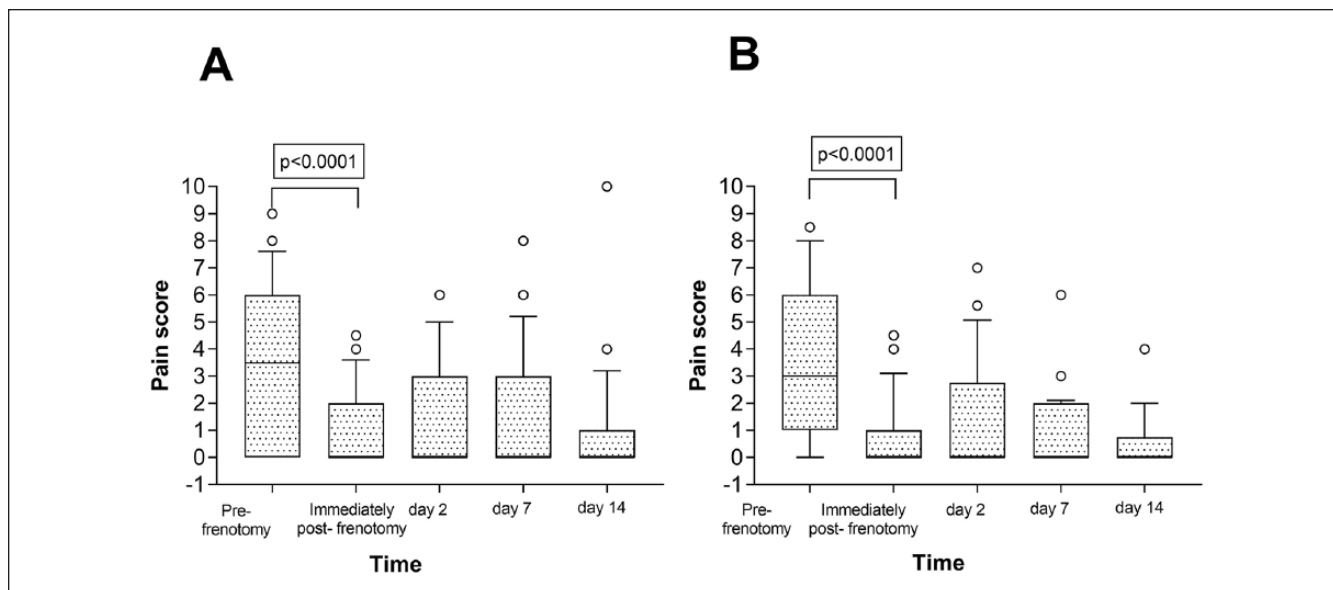 A
p<0.0001
10
9
8
7
6
5
4
3
2
1
0
-1
Pain score
Pre-
frenotomy
Immediately
post- frenotomy
day 2
day 7
day 14
Time
B
p<0.0001
10
9
8
7
6
5
4
3
2
1
0
-1
Pain score
Pre-
frenotomy
Immediately
post- frenotomy
day 2
day 7
day 14
Time